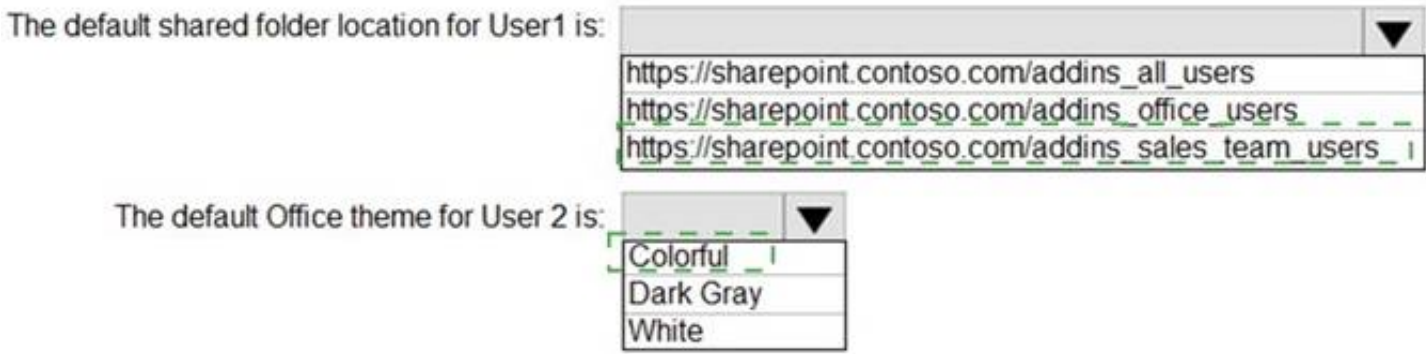 The default shared folder location for User1 is:
https://sharepoint.contoso.com/addins_all_users
https://sharepoint.contoso.com/addins_office_users
https://sharepoint.contoso.com/addins_sales_team_users
The default Office theme for User 2 is:
Colorful
Dark Gray
White